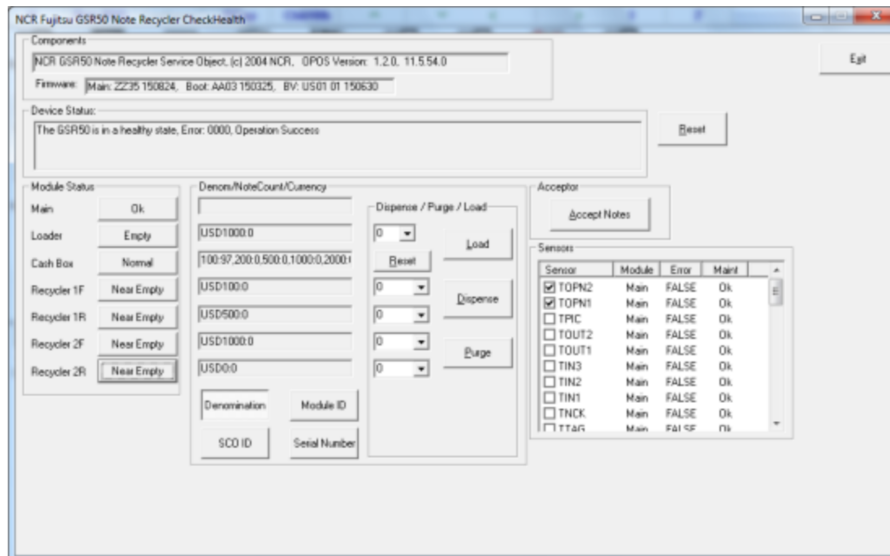 NCR Fujitsu GSR50 Note Recycler CheckHealth
Components
NCR GSR50 Note Recycler Service Object, (c) 2004 NCR, OPOS Version: 1.2.0, 11.5.54.0
Exit
Firmware: Main: ZZ35 150824, Boot: AA03 150325, BV: US01 01 150630
Device Status:
The GSR50 is in a healthy state, Error: 0000, Operation Success
Reset
Module Status
Main Ok
Loader Empty
Cash Box Normal
Recycler 1F Near Empty
Recycler 1R Near Empty
Recycler 2F Near Empty
Recycler 2R Near Empty
Denom/NoteCount/Currency
USD1000:0
100:97,200:0,500:0,1000:0,2000:
USD100:0
USD500:0
USD1000:0
USD0:0
Denomination Module ID
SCO ID Serial Number
Dispense / Purge / Load
0
Reset
0
0
0
0
Load
Dispense
Purge
Acceptor
Accept Notes
Sensors
Sensor Module Error Maint
TOPN2 Main FALSE Ok
TOPN1 Main FALSE Ok
TPIC Main FALSE Ok
TOUT2 Main FALSE Ok
TOUT1 Main FALSE Ok
TIN3 Main FALSE Ok
TIN2 Main FALSE Ok
TIN1 Main FALSE Ok
TNCK Main FALSE Ok
TTAG Main FALSE Ok